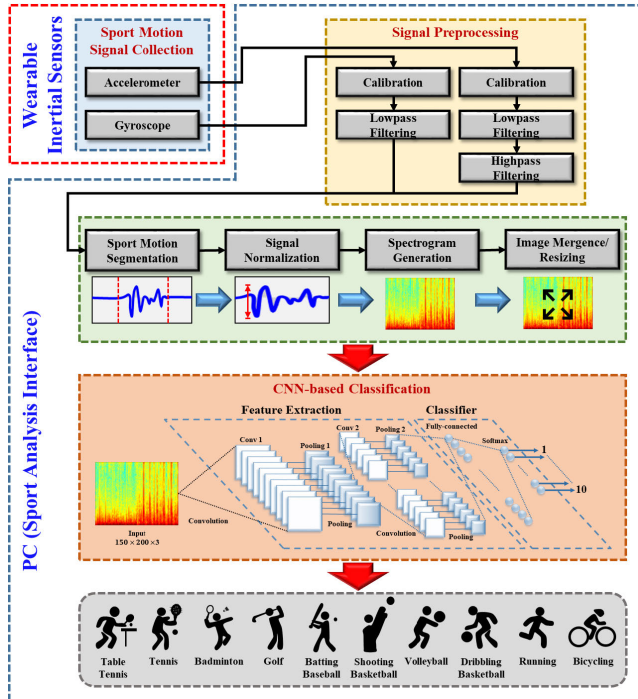 Wearable
Inertial Sensors
Sport Motion
Signal Collection
Accelerometer
Gyroscope
Signal Preprocessing
Calibration
Calibration
Lowpass
Filtering
Lowpass
Filtering
Highpass
Filtering
PC (Sport Analysis Interface)
Sport Motion
Segmentation
Signal
Normalization
Spectrogram
Generation
Image Mergence/
Resizing
CNN-based Classification
Feature Extraction
Classifier
Conv 1
Pooling 1
Conv 2
Pooling 2
Fully-connected
Softmax
1
10
Convolution
Pooling
Convolution
Pooling
Input
150 × 200 × 3
Table
Tennis
Tennis
Badminton
Golf
Batting
Baseball
Shooting
Basketball
Volleyball
Dribbling
Basketball
Running
Bicycling